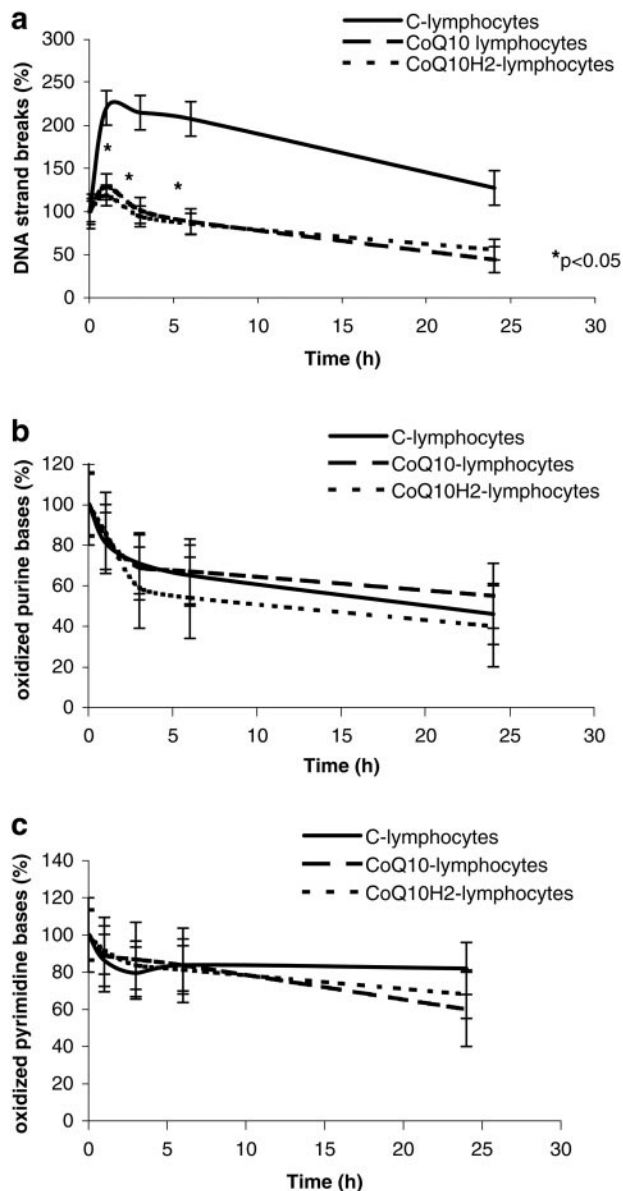 a
C-lymphocytes
CoQ10 lymphocytes
CoQ10H2-lymphocytes
DNA strand breaks (%)
300
250
200
150
100
50
0
*
*
*
*p<0.05
0 5 10 15 20 25 30
Time (h)
b
C-lymphocytes
CoQ10-lymphocytes
CoQ10H2-lymphocytes
oxidized purine bases (%)
120
100
80
60
40
20
0
0 5 10 15 20 25 30
Time (h)
c
C-lymphocytes
CoQ10-lymphocytes
CoQ10H2-lymphocytes
oxidized pyrimidine bases (%)
140
120
100
80
60
40
20
0
0 5 10 15 20 25 30
Time (h)